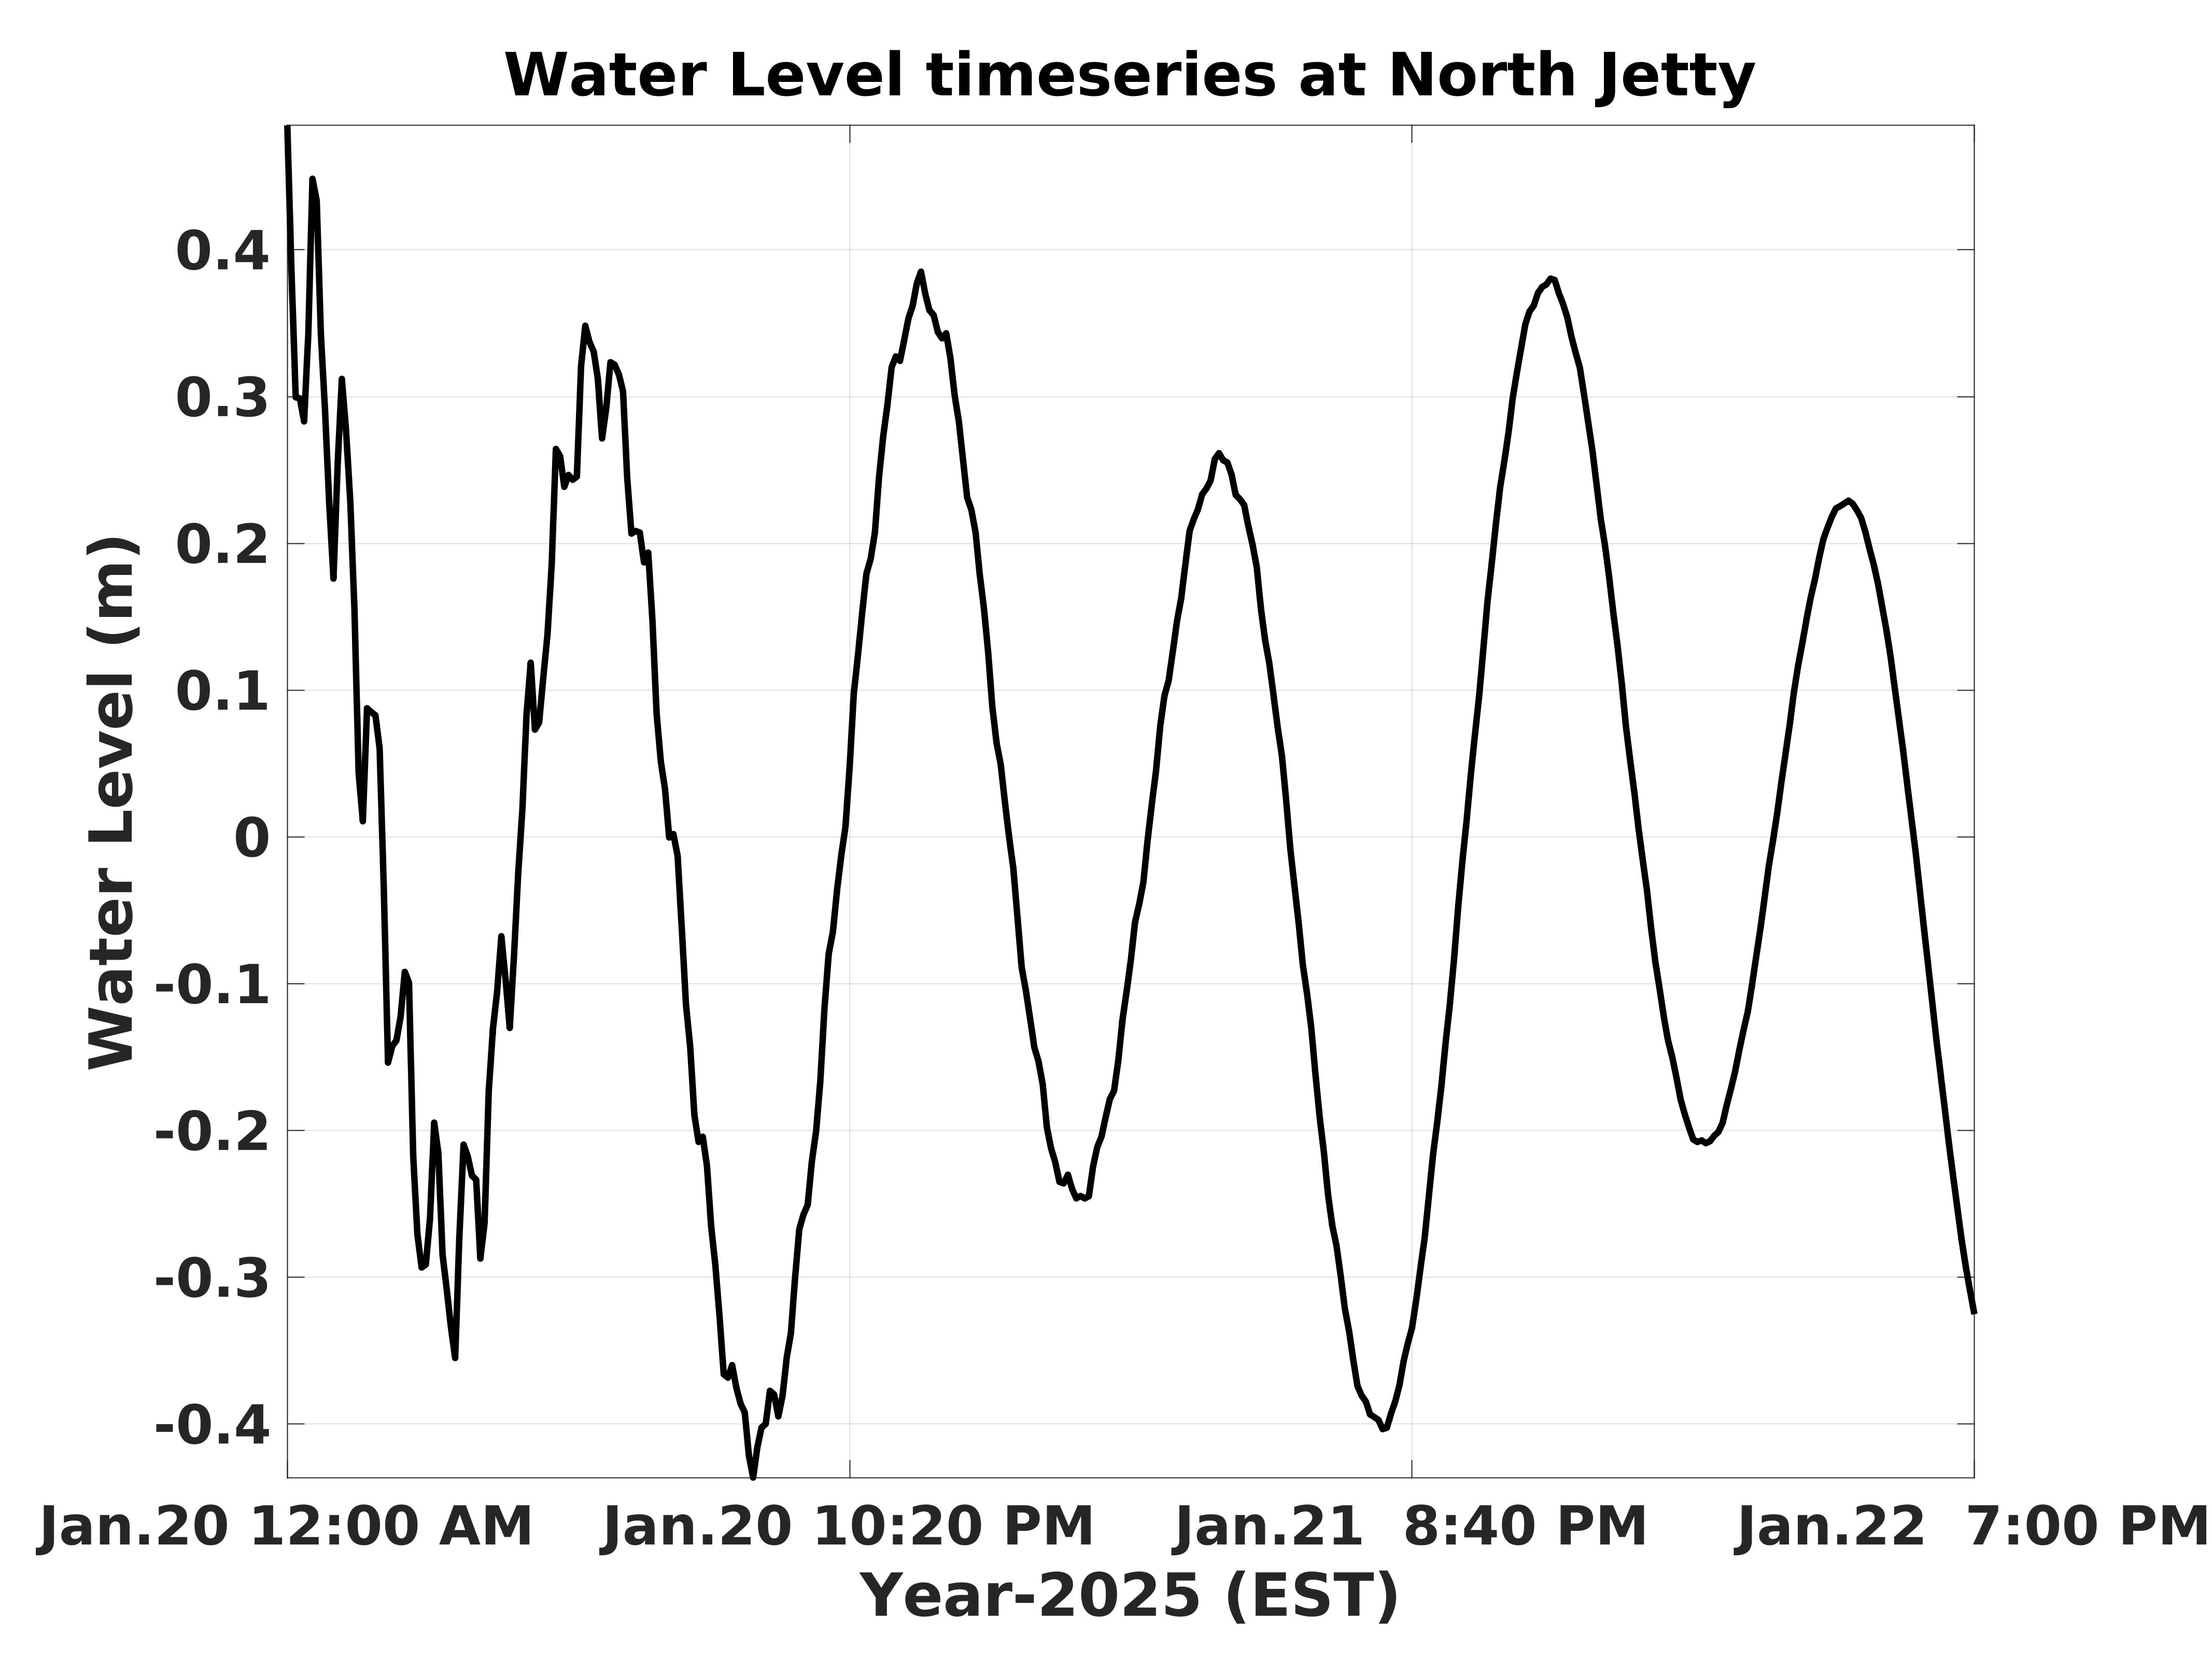 Water Level timeseries at North Jetty
Water Level (m)
0.4
0.3
0.2
0.1
0
-0.1
-0.2
-0.3
-0.4
Jan.20 12:00 AM Jan.20 10:20 PM Jan.21 8:40 PM Jan.22 7:00 PM
Year-2025 (EST)